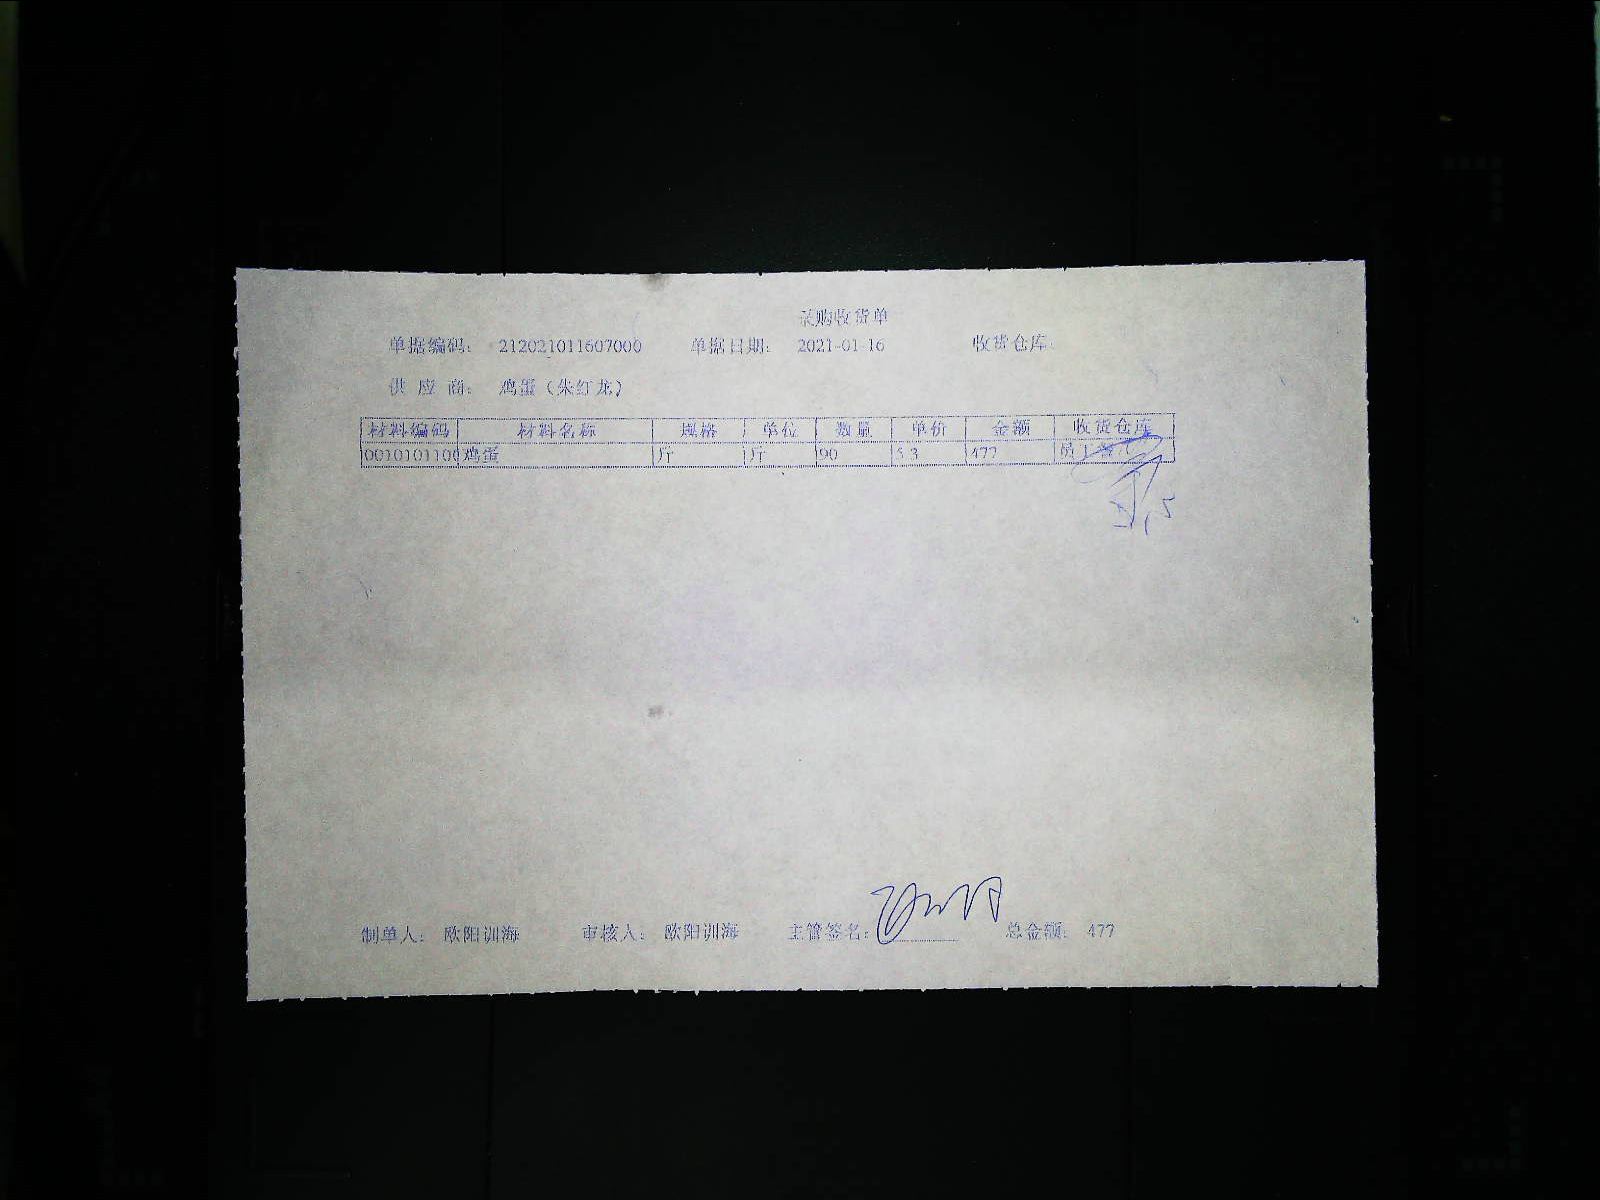 采购收货单
单据编码： 212021011607000 单据日期： 2021-01-16 收货仓库：
供 应 商： 鸡蛋（朱红龙）
材料编码 材料名称 规格 单位 数量 单价 金额 收货仓库
0010101100 鸡蛋 斤 斤 90 5.3 477 员工
制单人： 欧阳训海 审核人： 欧阳训海 主管签名： 总金额： 477